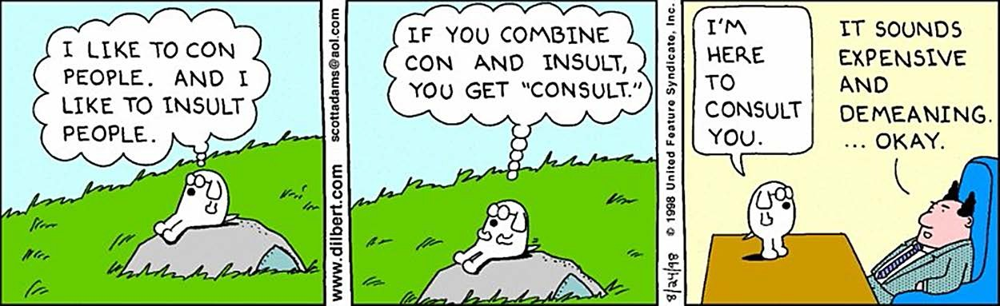 I LIKE TO CON
PEOPLE. AND I
LIKE TO INSULT
PEOPLE.
www.dilbert.com scottadams@aol.com
IF YOU COMBINE
CON AND INSULT,
YOU GET "CONSULT."
8/24/98 © 1998 United Feature Syndicate, Inc.
I'M
HERE
TO
CONSULT
YOU.
IT SOUNDS
EXPENSIVE
AND
DEMEANING.
... OKAY.